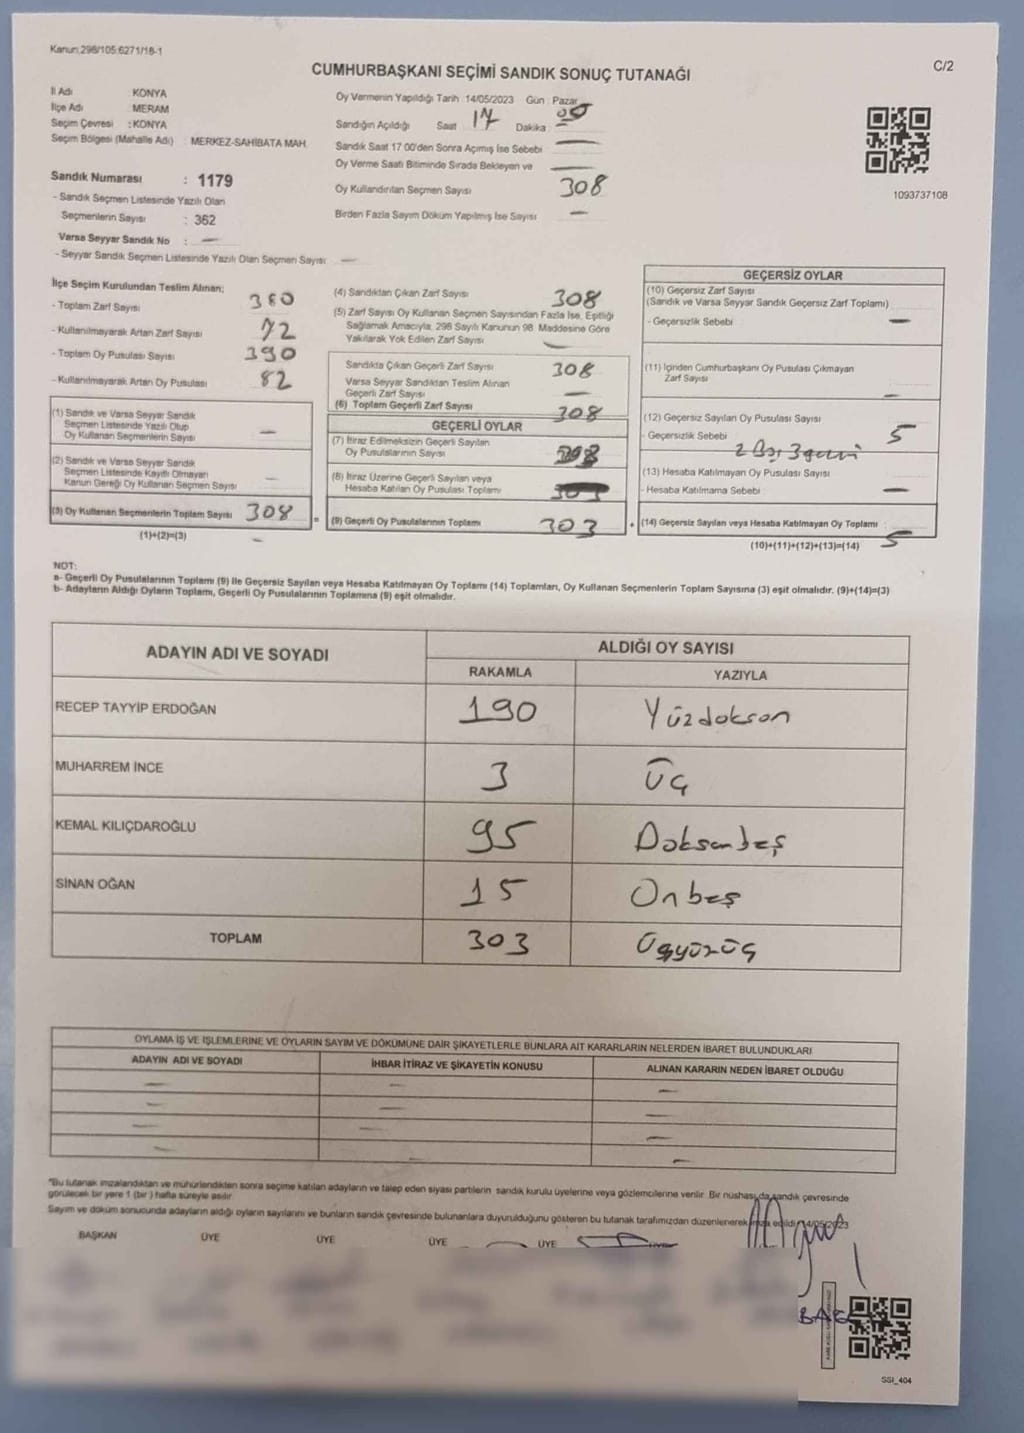 Kanun:298/105:6271/18-1
C/2
CUMHURBAŞKANI SEÇİMİ SANDIK SONUÇ TUTANAĞI
İl Adı : KONYA
İlçe Adı : MERAM
Seçim Çevresi : KONYA
Seçim Bölgesi (Mahalle Adı) : MERKEZ-SAHİBATA MAH.
Sandık Numarası : 1179
- Sandık Seçmen Listesinde Yazılı Olan
Seçmenlerin Sayısı : 362
Varsa Seyyar Sandık No : —
- Seyyar Sandık Seçmen Listesinde Yazılı Olan Seçmen Sayısı —
Oy Vermenin Yapıldığı Tarih :14/05/2023 Gün : Pazar
Sandığın Açıldığı Saat 17 Dakika 00
Sandık Saat 17:00'den Sonra Açımış İse Sebebi —
Oy Verme Saati Bitiminde Sırada Bekleyen ve —
Oy Kullandırılan Seçmen Sayısı 308
Birden Fazla Sayım Döküm Yapılmış İse Sayısı —
1093737108
İlçe Seçim Kurulundan Teslim Alınan;
- Toplam Zarf Sayısı 380
- Kullanılmayarak Artan Zarf Sayısı 72
- Toplam Oy Pusulası Sayısı 390
- Kullanılmayarak Artan Oy Pusulası 82
(1) Sandık ve Varsa Seyyar Sandık
Seçmen Listesinde Yazılı Olup
Oy Kullanan Seçmenlerin Sayısı —
(2) Sandık ve Varsa Seyyar Sandık
Seçmen Listesinde Kayıtlı Olmayan
Kanun Gereği Oy Kullanan Seçmen Sayısı —
(3) Oy Kullanan Seçmenlerin Toplam Sayısı 308
(1)+(2)=(3)
—
(4) Sandıktan Çıkan Zarf Sayısı 308
(5) Zarf Sayısı Oy Kullanan Seçmen Sayısından Fazla İse, Eşitliği
Sağlamak Amacıyla, 298 Sayılı Kanunun 98. Maddesine Göre
Yakılarak Yok Edilen Zarf Sayısı —
Sandıkta Çıkan Geçerli Zarf Sayısı 308
Varsa Seyyar Sandıktan Teslim Alınan
Geçerli Zarf Sayısı —
(6) Toplam Geçerli Zarf Sayısı 308
GEÇERLİ OYLAR
(7) İtiraz Edilmeksizin Geçerli Sayılan
Oy Pusulalarının Sayısı
(8) İtiraz Üzerine Geçerli Sayılan veya
Hesaba Katılan Oy Pusulası Toplamı
= (9) Geçerli Oy Pusulalarının Toplamı 303
GEÇERSİZ OYLAR
(10) Geçersiz Zarf Sayısı
(Sandık ve Varsa Seyyar Sandık Geçersiz Zarf Toplamı)
- Geçersizlik Sebebi —
(11) İçinden Cumhurbaşkanı Oy Pusulası Çıkmayan
Zarf Sayısı —
(12) Geçersiz Sayılan Oy Pusulası Sayısı 5
- Geçersizlik Sebebi 2 Boş 3
(13) Hesaba Katılmayan Oy Pusulası Sayısı
- Hesaba Katılmama Sebebi —
+ (14) Geçersiz Sayılan veya Hesaba Katılmayan Oy Toplamı : 5
(10)+(11)+(12)+(13)=(14)
NOT:
a- Geçerli Oy Pusulalarının Toplamı (9) ile Geçersiz Sayılan veya Hesaba Katılmayan Oy Toplamı (14) Toplamları, Oy Kullanan Seçmenlerin Toplam Sayısına (3) eşit olmalıdır. (9)+(14)=(3)
b- Adayların Aldığı Oyların Toplamı, Geçerli Oy Pusulalarının Toplamına (9) eşit olmalıdır.
ADAYIN ADI VE SOYADI
ALDIĞI OY SAYISI
RAKAMLA YAZIYLA
RECEP TAYYİP ERDOĞAN 190 Yüzdoksan
MUHARREM İNCE 3 Üç
KEMAL KILIÇDAROĞLU 95 Doksanbeş
SİNAN OĞAN 15 Onbeş
TOPLAM 303 Üçyüzüç
OYLAMA İŞ VE İŞLEMLERİNE VE OYLARIN SAYIM VE DÖKÜMÜNE DAİR ŞİKAYETLERLE BUNLARA AİT KARARLARIN NELERDEN İBARET BULUNDUKLARI
ADAYIN ADI VE SOYADI İHBAR İTİRAZ VE ŞİKAYETİN KONUSU ALINAN KARARIN NEDEN İBARET OLDUĞU
— — —
— — —
— — —
— — —
*Bu tutanak imzalandıktan ve mühürlendikten sonra seçime katılan adayların ve talep eden siyasi partilerin sandık kurulu üyelerine veya gözlemcilerine verilir. Bir nüshası da sandık çevresinde
görülecek bir yere 1 (bir ) hafta süreyle asılır.
Sayım ve döküm sonucunda adayların aldığı oyların sayılarını ve bunların sandık çevresinde bulunanlara duyurulduğunu gösteren bu tutanak tarafımızdan düzenlenerek imza edildi. 14/05/2023
BAŞKAN ÜYE ÜYE ÜYE ÜYE
SSI_404